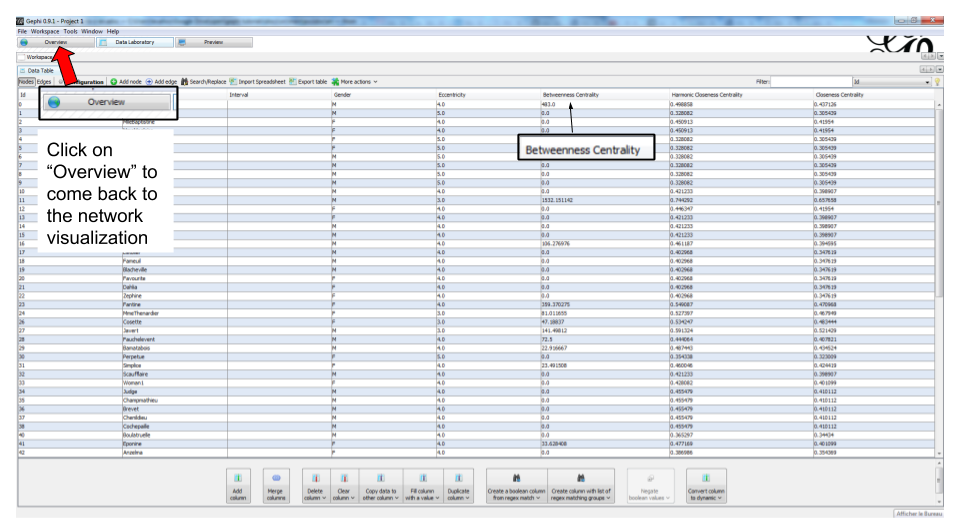 Gephi 0.9.1 - Project 1
File Workspace Tools Window Help
Overview Data Laboratory Preview
Workspace
Data Table
Nodes Edges Configuration Add node Add edge Search/Replace Import Spreadsheet Export table More actions Filter: Id
Overview
Click on
“Overview” to
come back to
the network
visualization
Betweenness Centrality
Id Interval Gender Eccentricity Betweenness Centrality Harmonic Closeness Centrality Closeness Centrality
0 M 4.0 483.0 0.498858 0.437126
1 M 5.0 0.0 0.328082 0.305439
2 MlleBaptistine F 4.0 0.0 0.450913 0.41954
3 F 4.0 0.0 0.450913 0.41954
4 F 5.0 0.328082 0.305439
5 F 5.0 0.328082 0.305439
6 M 5.0 0.328082 0.305439
7 M 5.0 0.0 0.328082 0.305439
8 M 5.0 0.0 0.328082 0.305439
9 M 5.0 0.0 0.328082 0.305439
10 M 4.0 0.0 0.421233 0.398907
11 M 3.0 1532.151142 0.744292 0.657658
12 F 4.0 0.0 0.446347 0.41954
13 F 4.0 0.0 0.421233 0.398907
14 M 4.0 0.0 0.421233 0.398907
15 M 4.0 0.0 0.421233 0.398907
16 M 4.0 106.276976 0.461187 0.394595
17 M 4.0 0.0 0.402968 0.347619
18 Fameuil M 4.0 0.0 0.402968 0.347619
19 Blacheville M 4.0 0.0 0.402968 0.347619
20 Favourite F 4.0 0.0 0.402968 0.347619
21 Dahlia F 4.0 0.0 0.402968 0.347619
22 Zephine F 4.0 0.0 0.402968 0.347619
23 Fantine F 4.0 359.370275 0.549087 0.470968
24 MmeThenardier F 3.0 81.011655 0.527397 0.467949
26 Cosette F 3.0 47.18837 0.534247 0.483444
27 Javert M 3.0 141.49812 0.591324 0.521429
28 Fauchelevent M 4.0 72.5 0.444064 0.407821
29 Bamatabois M 4.0 22.916667 0.487443 0.434524
30 Perpetue F 5.0 0.0 0.354338 0.323009
31 Simplice F 4.0 23.491508 0.460046 0.424419
32 Scaufflaire M 4.0 0.0 0.421233 0.398907
33 Woman1 F 4.0 0.0 0.428082 0.401099
34 Judge M 4.0 0.0 0.455479 0.410112
35 Champmathieu M 4.0 0.0 0.455479 0.410112
36 Brevet M 4.0 0.0 0.455479 0.410112
37 Chenildieu M 4.0 0.0 0.455479 0.410112
38 Cochepaille M 4.0 0.0 0.455479 0.410112
40 Boulatruelle M 4.0 0.0 0.365297 0.34434
41 Eponine F 4.0 33.628408 0.477169 0.401099
42 Anzelma F 4.0 0.0 0.386986 0.354369
Add column
Merge columns
Delete column
Clear column
Copy data to other column
Fill column with a value
Duplicate column
Create a boolean column from regex match
Create column with list of regex matching groups
Negate boolean values
Convert column to dynamic
Afficher le Bureau